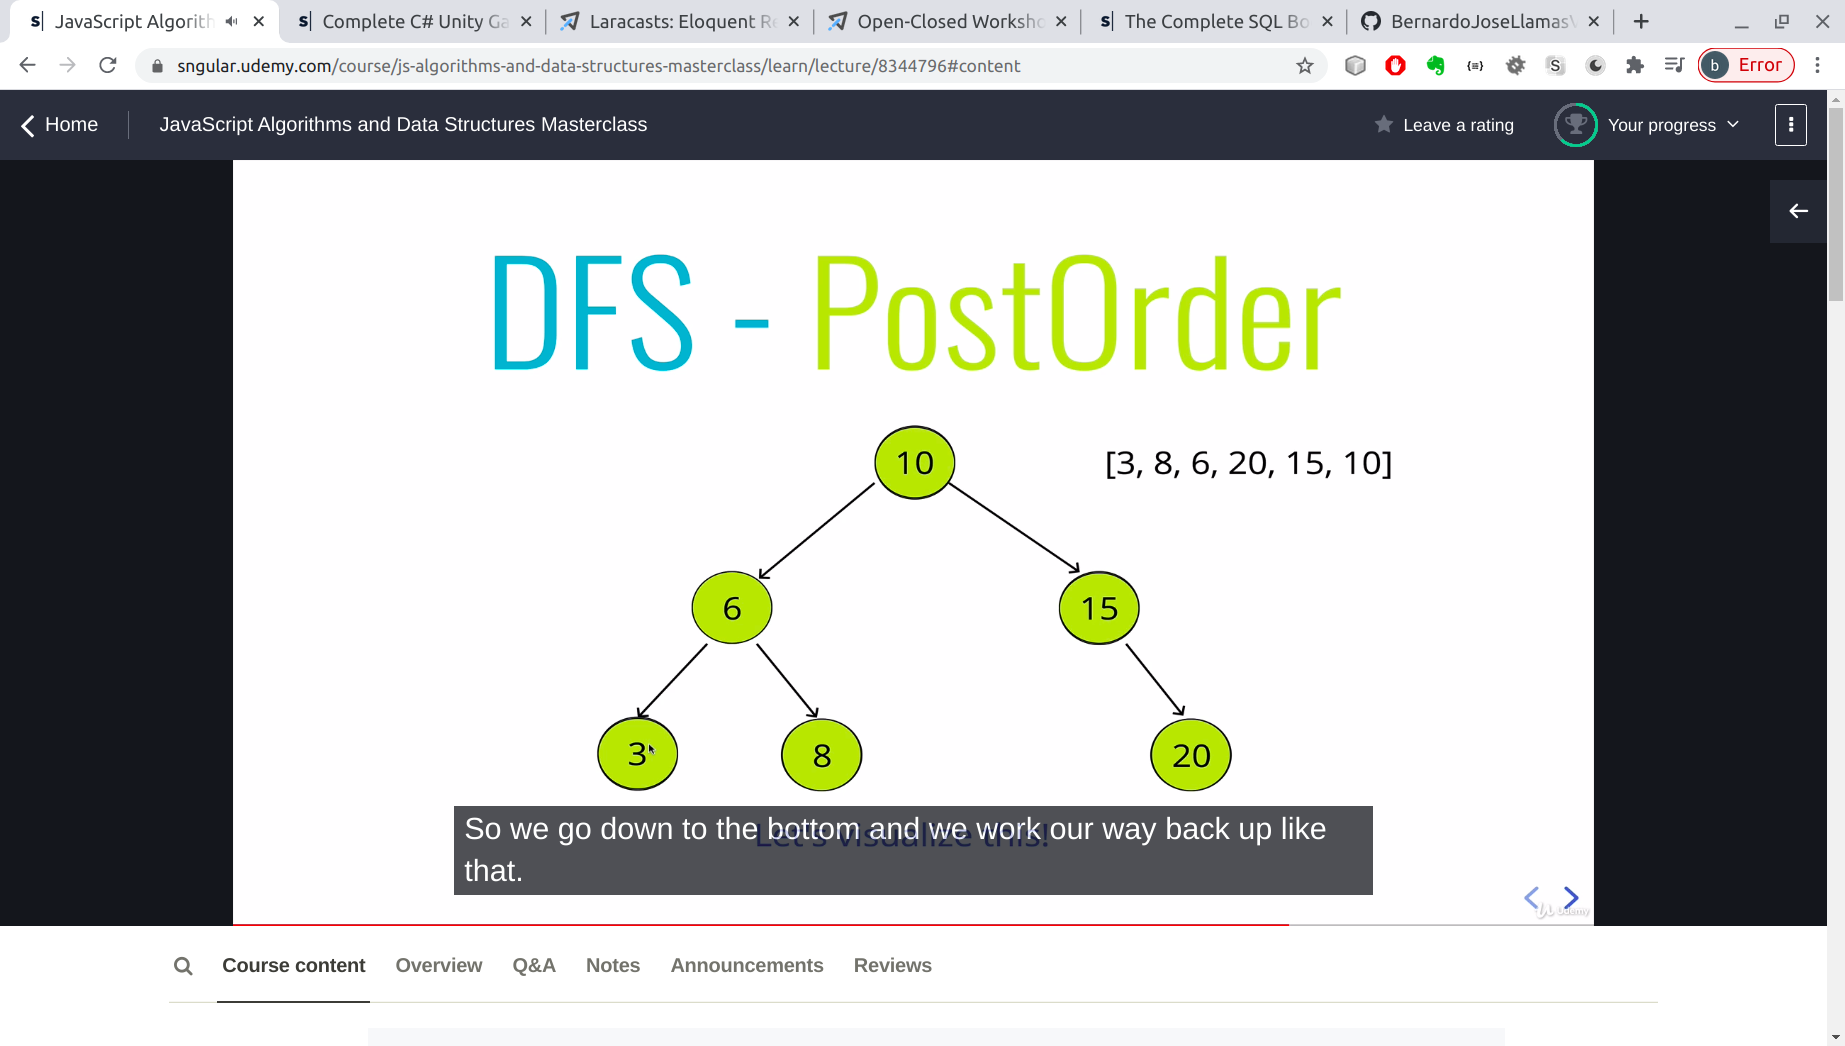 s| JavaScript Algorith
s| Complete C# Unity Ga
Laracasts: Eloquent Re
Open-Closed Worksho
s| The Complete SQL Bo
BernardoJoseLlamas
sngular.udemy.com/course/js-algorithms-and-data-structures-masterclass/learn/lecture/8344796#content
S
b Error
Home
JavaScript Algorithms and Data Structures Masterclass
Leave a rating
Your progress
DFS - PostOrder
10
[3, 8, 6, 20, 15, 10]
6
15
3
8
20
Let's visualize this!
So we go down to the bottom and we work our way back up like
that.
Udemy
Course content
Overview
Q&A
Notes
Announcements
Reviews